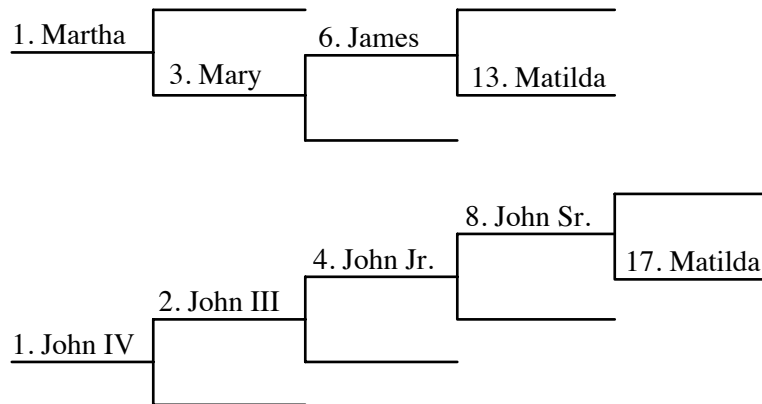 1. Martha
3. Mary
6. James
13. Matilda
1. John IV
2. John III
4. John Jr.
8. John Sr.
17. Matilda